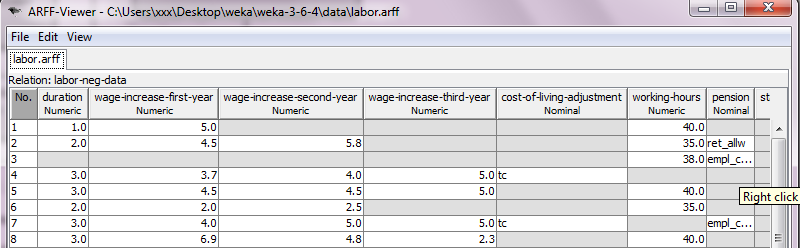 ARFF-Viewer - C:\Users\xxx\Desktop\weka\weka-3-6-4\data\labor.arff
File Edit View
labor.arff
Relation: labor-neg-data
No. duration wage-increase-first-year wage-increase-second-year wage-increase-third-year cost-of-living-adjustment working-hours pension st
Numeric Numeric Numeric Numeric Nominal Numeric Nominal
1 1.0 5.0 40.0
2 2.0 4.5 5.8 35.0 ret_allw
3 38.0 empl_c...
4 3.0 3.7 4.0 5.0 tc
5 3.0 4.5 4.5 5.0 40.0
6 2.0 2.0 2.5 35.0
7 3.0 4.0 5.0 5.0 tc empl_c...
8 3.0 6.9 4.8 2.3 40.0
Right click